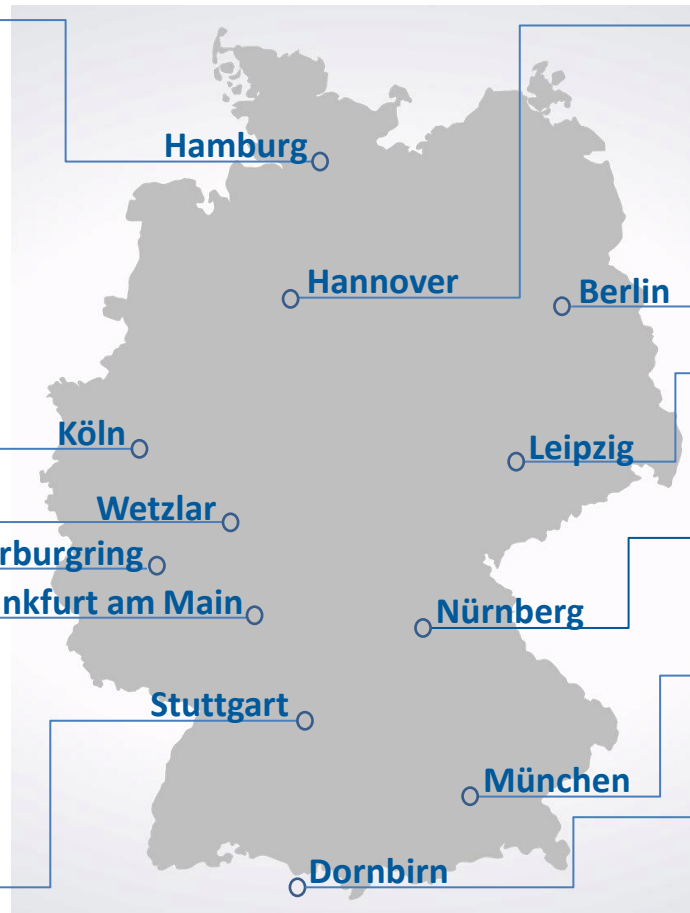 Hamburg
Hannover
Berlin
Köln
Leipzig
Wetzlar
rburgring
nkfurt am Main
Nürnberg
Stuttgart
München
Dornbirn